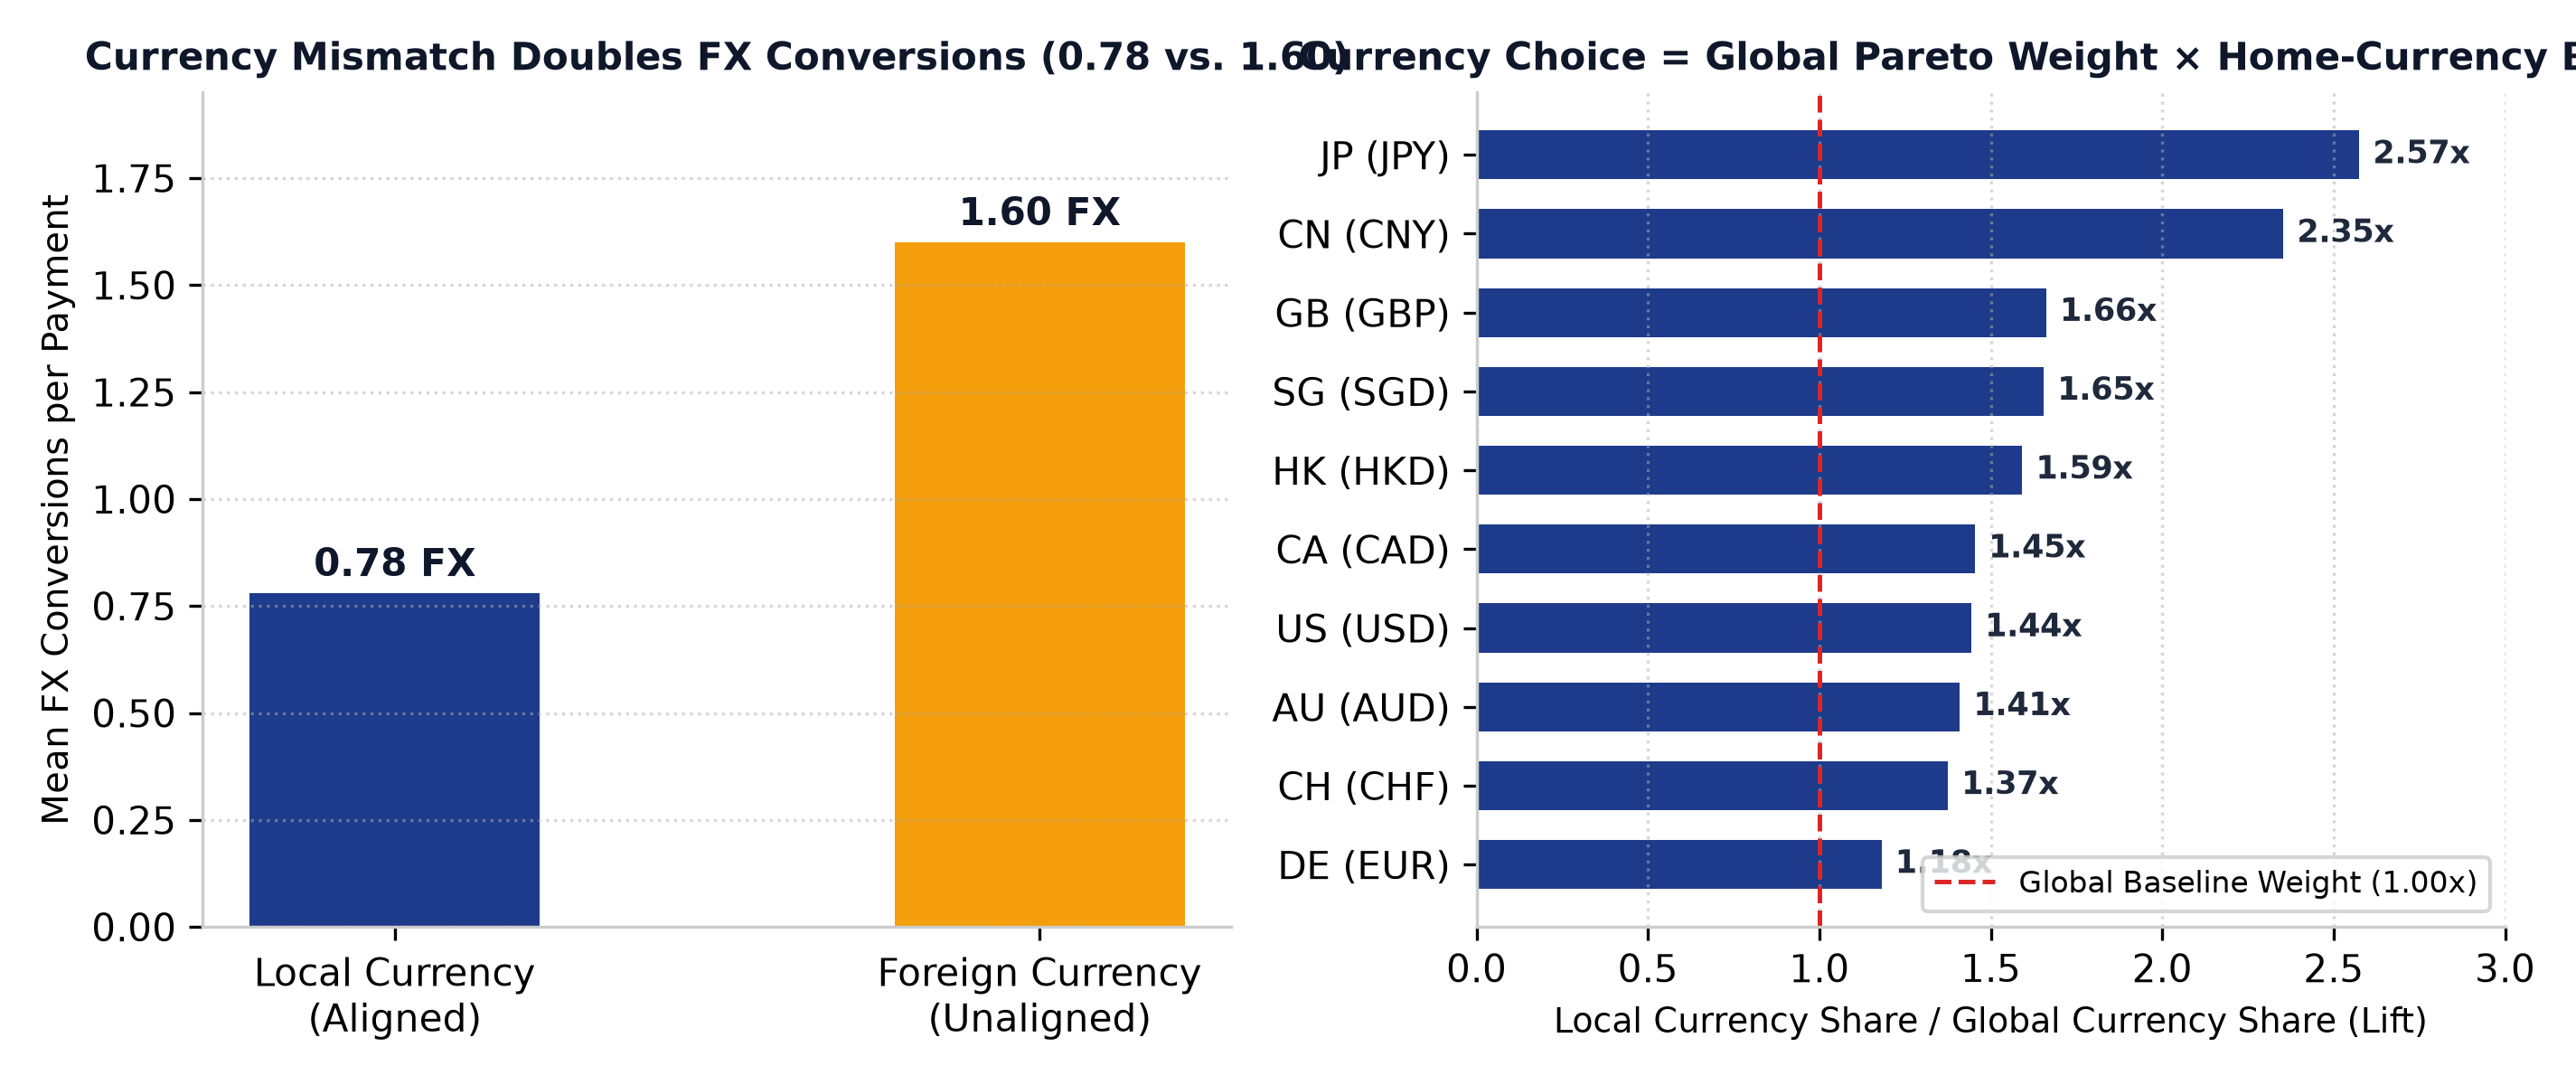 Currency Mismatch Doubles FX Conversions (0.78 vs. 1.60)
Mean FX Conversions per Payment
1.75
1.50
1.25
1.00
0.75
0.50
0.25
0.00
0.78 FX
1.60 FX
Local Currency
(Aligned)
Foreign Currency
(Unaligned)
Currency Choice = Global Pareto Weight × Home-Currency
JP (JPY)
2.57x
CN (CNY)
2.35x
GB (GBP)
1.66x
SG (SGD)
1.65x
HK (HKD)
1.59x
CA (CAD)
1.45x
US (USD)
1.44x
AU (AUD)
1.41x
CH (CHF)
1.37x
DE (EUR)
1.18x
Global Baseline Weight (1.00x)
0.0 0.5 1.0 1.5 2.0 2.5 3.0
Local Currency Share / Global Currency Share (Lift)